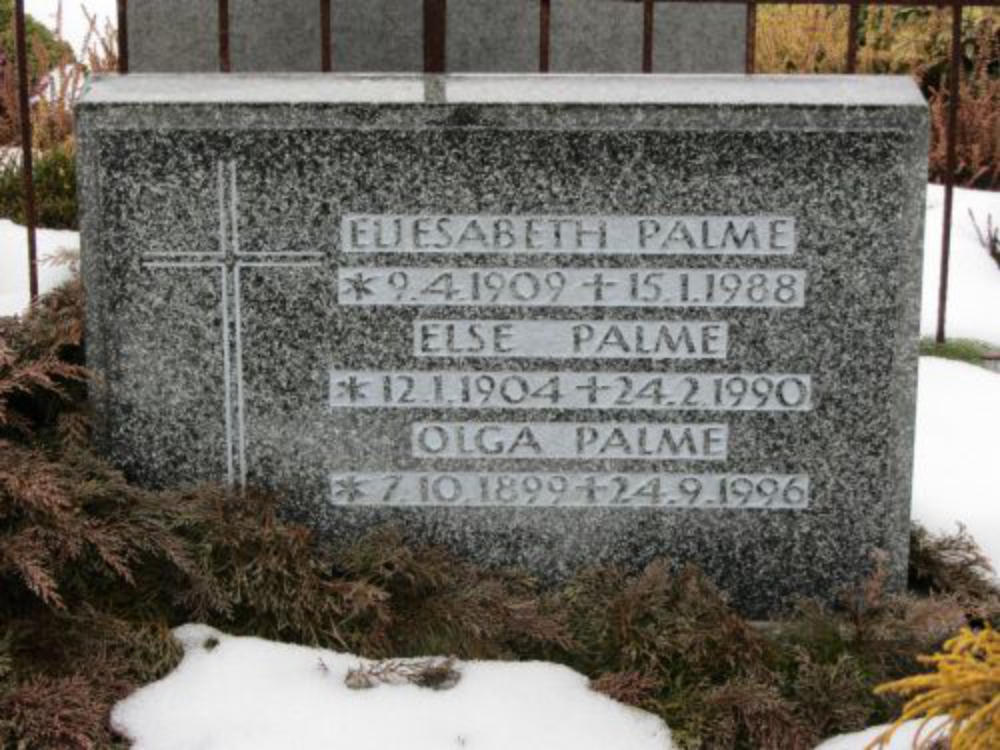 ELIESABETH PALME
* 9.4.1909 + 15.1.1988
ELSE PALME
* 12.1.1904 + 24.2.1990
OLGA PALME
* 7.10.1899 + 24.9.1996